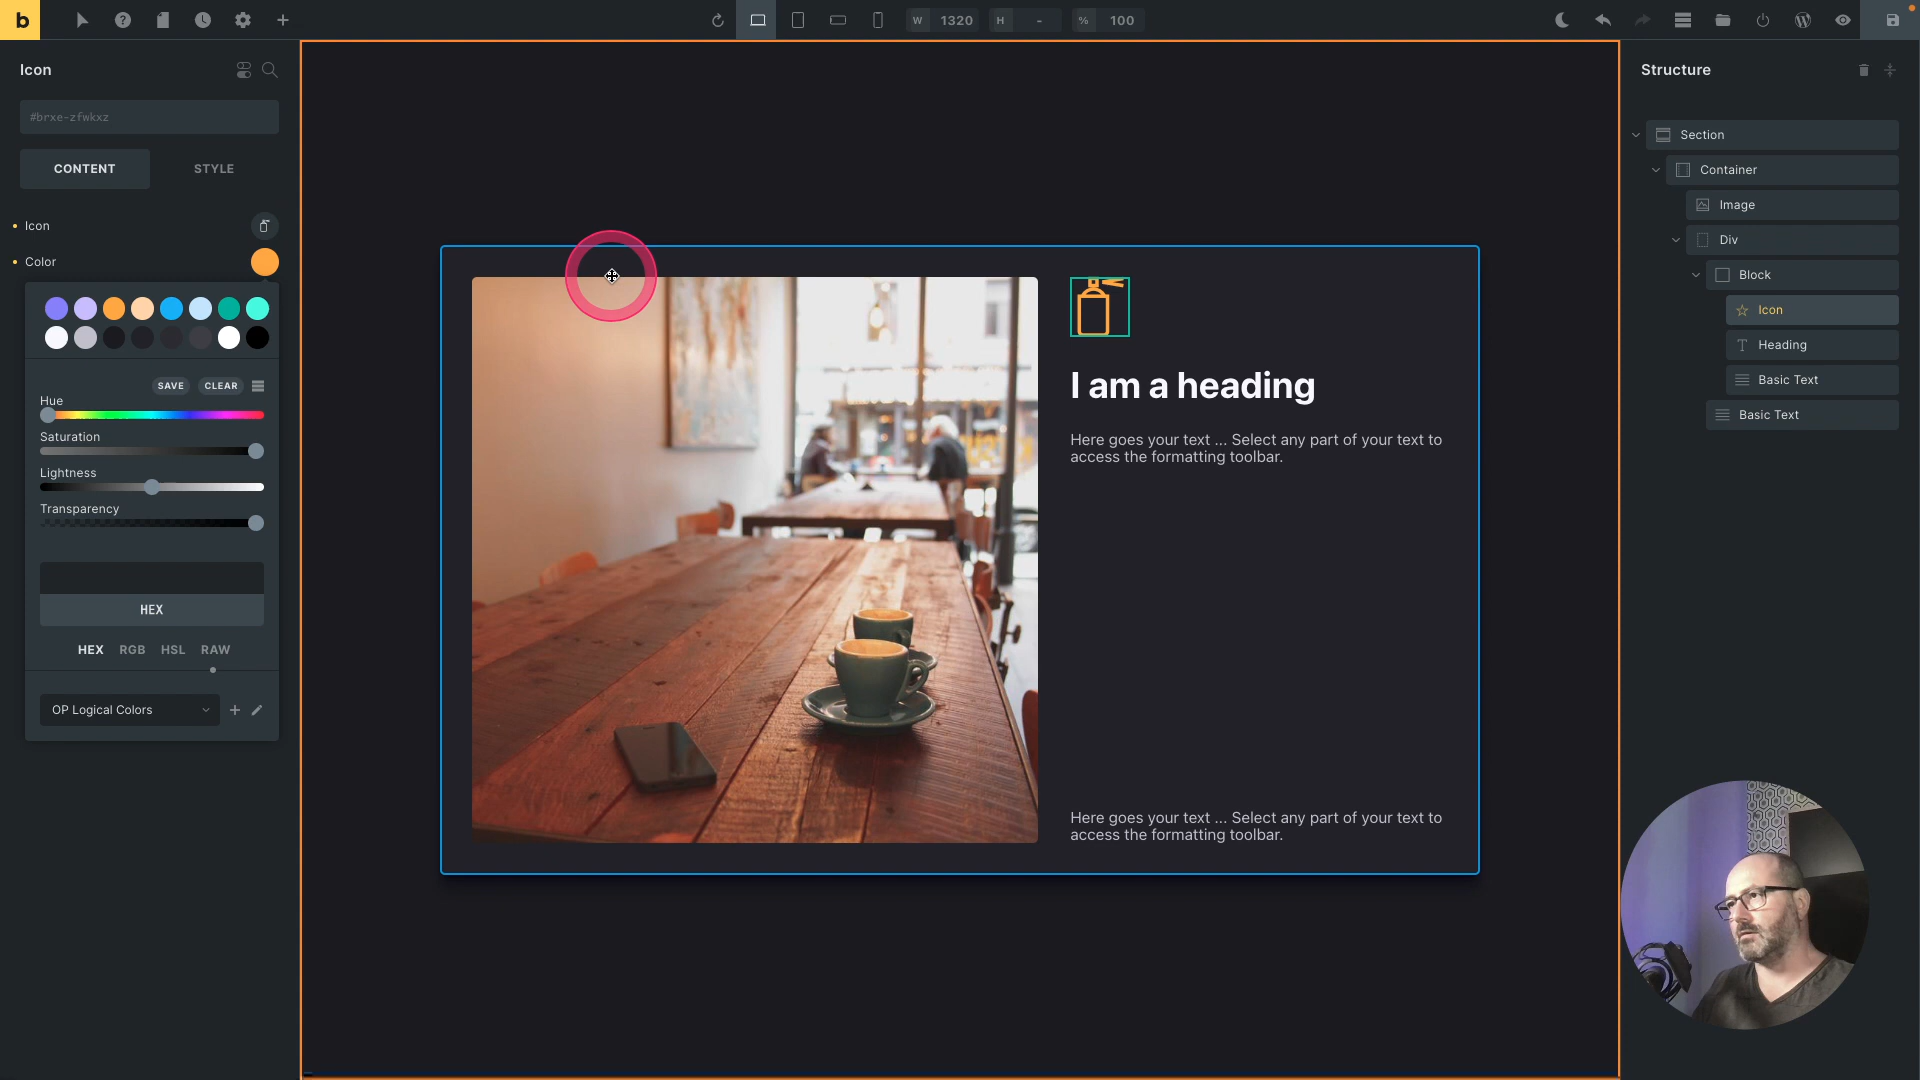 b
W 1320 H - % 100
Icon
#brxe-zfwkxz
CONTENT STYLE
Icon
Color
SAVE CLEAR
Hue
Saturation
Lightness
Transparency
HEX
HEX RGB HSL RAW
OP Logical Colors
I am a heading
Here goes your text ... Select any part of your text to
access the formatting toolbar.
Here goes your text ... Select any part of your text to
access the formatting toolbar.
Structure
Section
Container
Image
Div
Block
Icon
Heading
Basic Text
Basic Text